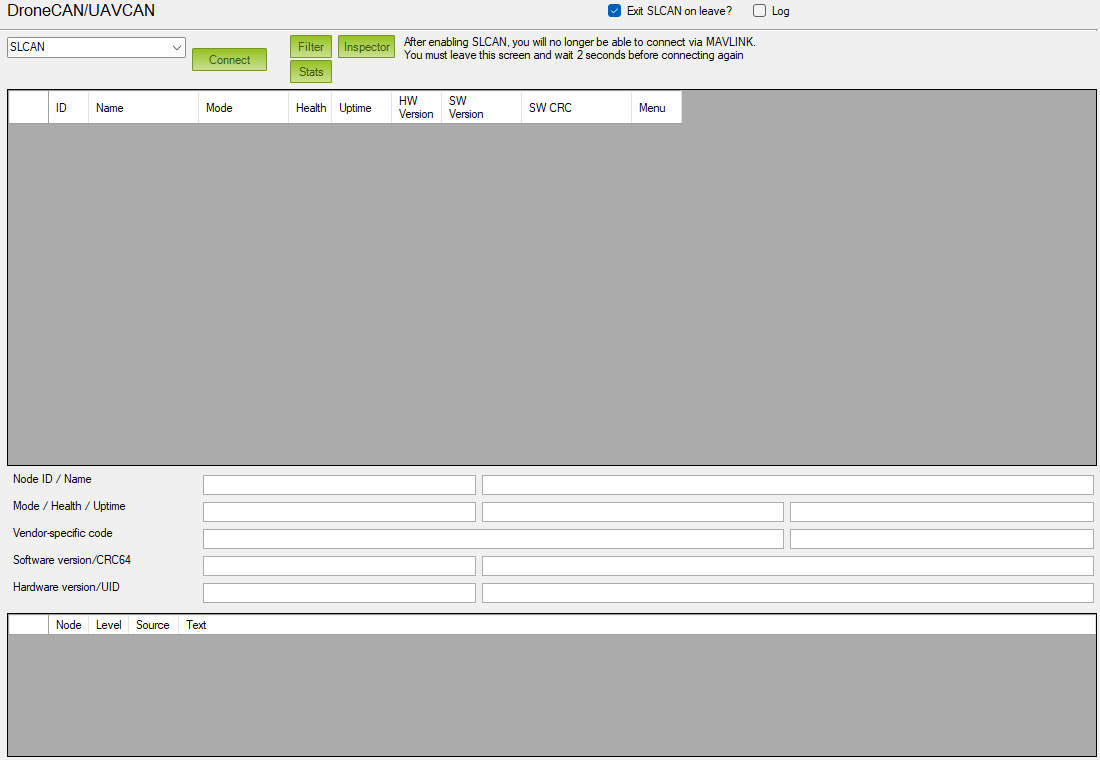 DroneCAN/UAVCAN
Exit SLCAN on leave?
Log
SLCAN
Connect
Filter
Inspector
Stats
After enabling SLCAN, you will no longer be able to connect via MAVLINK.
You must leave this screen and wait 2 seconds before connecting again
ID
Name
Mode
Health
Uptime
HW
Version
SW
Version
SW CRC
Menu
Node ID / Name
Mode / Health / Uptime
Vendor-specific code
Software version/CRC64
Hardware version/UID
Node
Level
Source
Text